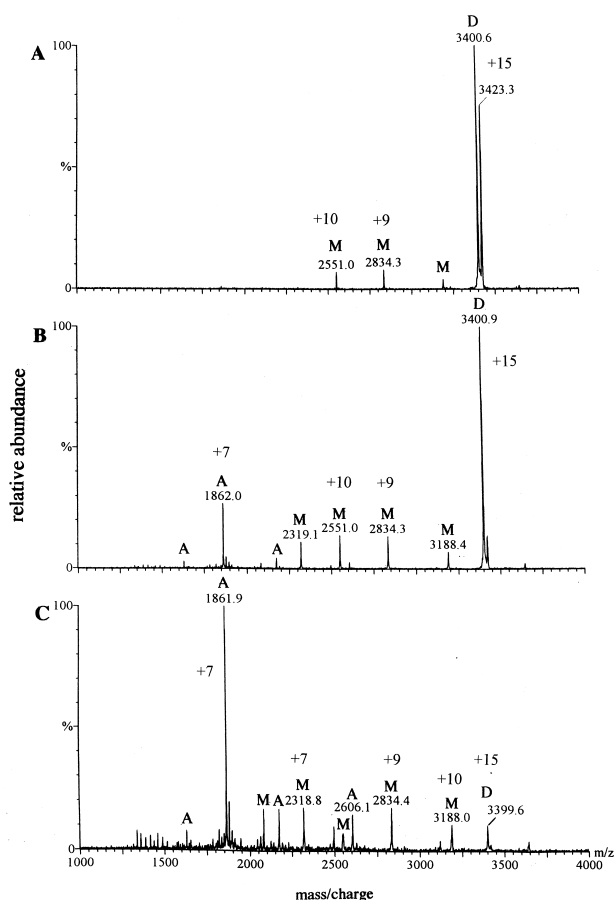 D
3400.6
100
A
+15
3423.3
%
+10
+9
M
M
2551.0
2834.3
M
0
D
3400.9
100
B
+15
%
+7
A
1862.0
+10
+9
M
M
M
2319.1
2551.0
2834.3
M
3188.4
A
A
0
A
1861.9
100
C
+7
%
+7
+9
+15
+10
M
M
A
D
M
A
2318.8
2606.1
2834.4
M
3399.6
A
M
3188.0
0
1000
1500
2000
2500
3000
3500
4000
m/z
mass/charge
relative abundance